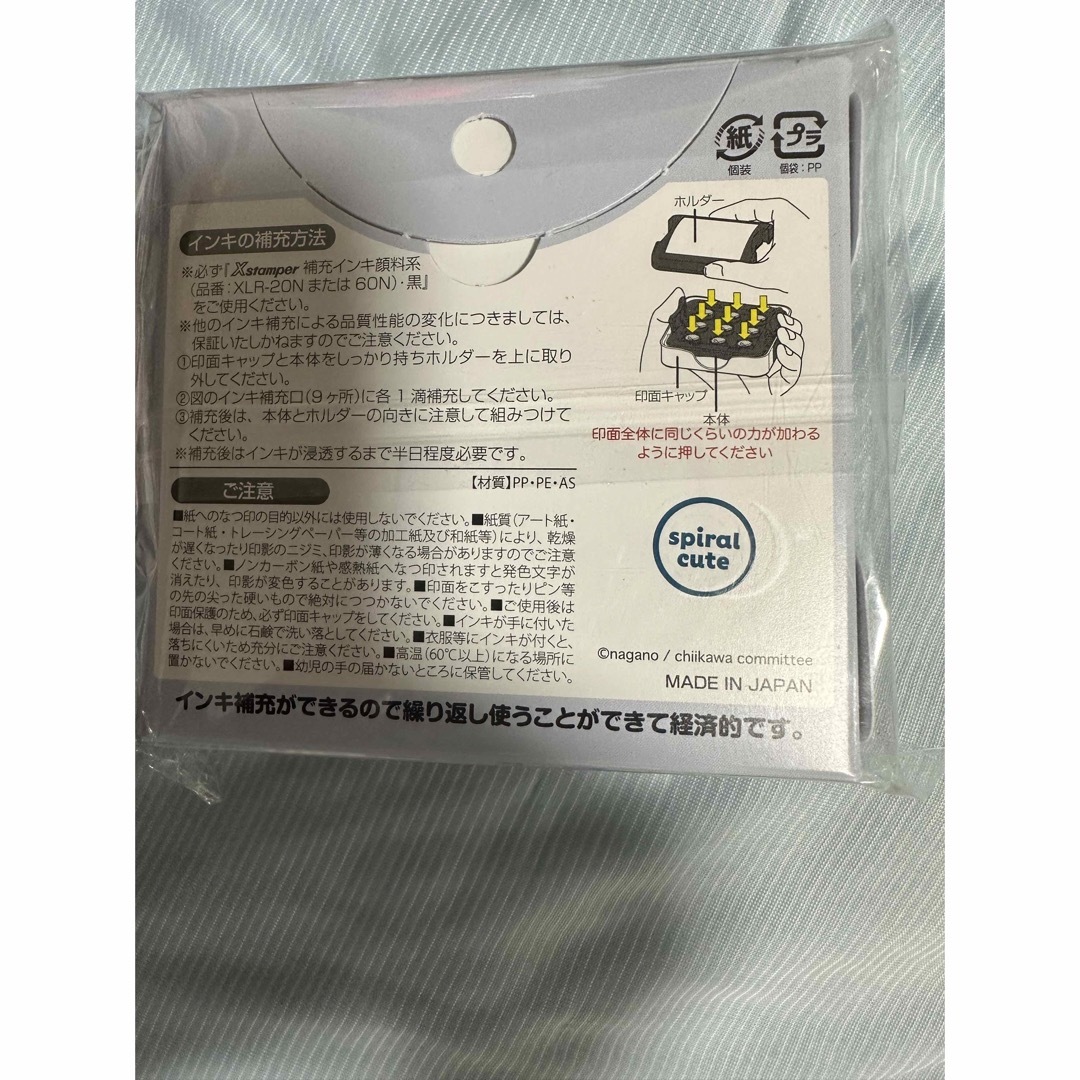 紙
個装
プラ
個袋:PP
インキの補充方法
※必ず『Xstamper 補充インキ顔料系
(品番:XLR-20N または 60N)・黒』
をご使用ください。
※他のインキ補充による品質性能の変化につきましては、
保証いたしかねますのでご注意ください。
①印面キャップと本体をしっかり持ちホルダーを上に取り
外してください。
②図のインキ補充口(9ヶ所)に各1滴補充してください。
③補充後は、本体とホルダーの向きに注意して組みつけて
ください。
※補充後はインキが浸透するまで半日程度必要です。
ホルダー
印面キャップ
本体
印面全体に同じくらいの力が加わる
ように押してください
【材質】PP・PE・AS
ご注意
■紙へのなつ印の目的以外には使用しないでください。■紙質(アート紙・
コート紙・トレーシングペーパー等の加工紙及び和紙等)により、乾燥
が遅くなったり印影のニジミ、印影が薄くなる場合がありますのでご注意
ください。■ノンカーボン紙や感熱紙へなつ印されますと発色文字が
消えたり、印影が変色することがあります。■印面をこすったりピン等
の先の尖った硬いもので絶対につつかないでください。■ご使用後は
印面保護のため、必ず印面キャップをしてください。■インキが手に付いた
場合は、早めに石鹸で洗い落としてください。■衣服等にインキが付くと、
落ちにくいため充分にご注意ください。■高温(60℃以上)になる場所に
置かないでください。■幼児の手の届かないところに保管してください。
spiral
cute
©nagano / chiikawa committee
MADE IN JAPAN
インキ補充ができるので繰り返し使うことができて経済的です。